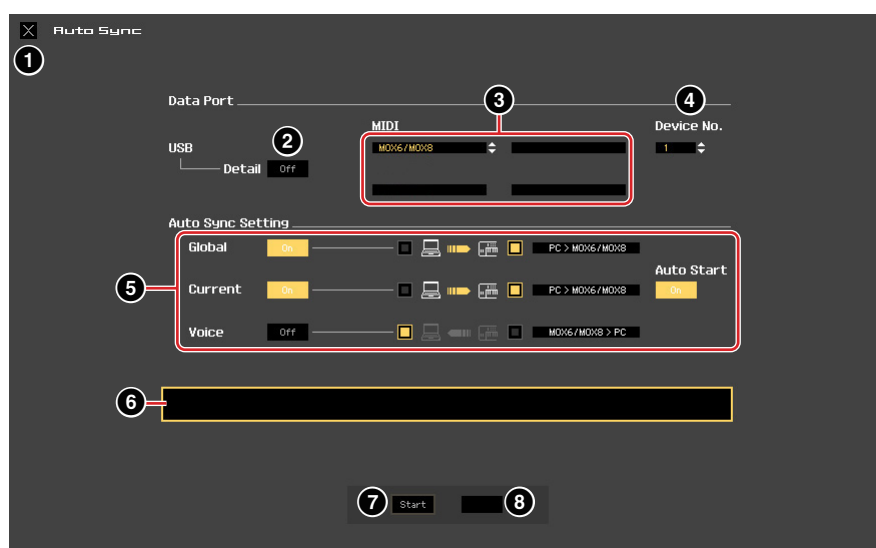 Auto Sync
1
Data Port
3
4
MIDI
Device No.
USB
2
MOX6/MOX8
1
Detail
Off
Auto Sync Setting
Global
On
PC > MOX6/MOX8
Auto Start
5
Current
On
PC > MOX6/MOX8
On
Voice
Off
MOX6/MOX8 > PC
6
7
Start
8